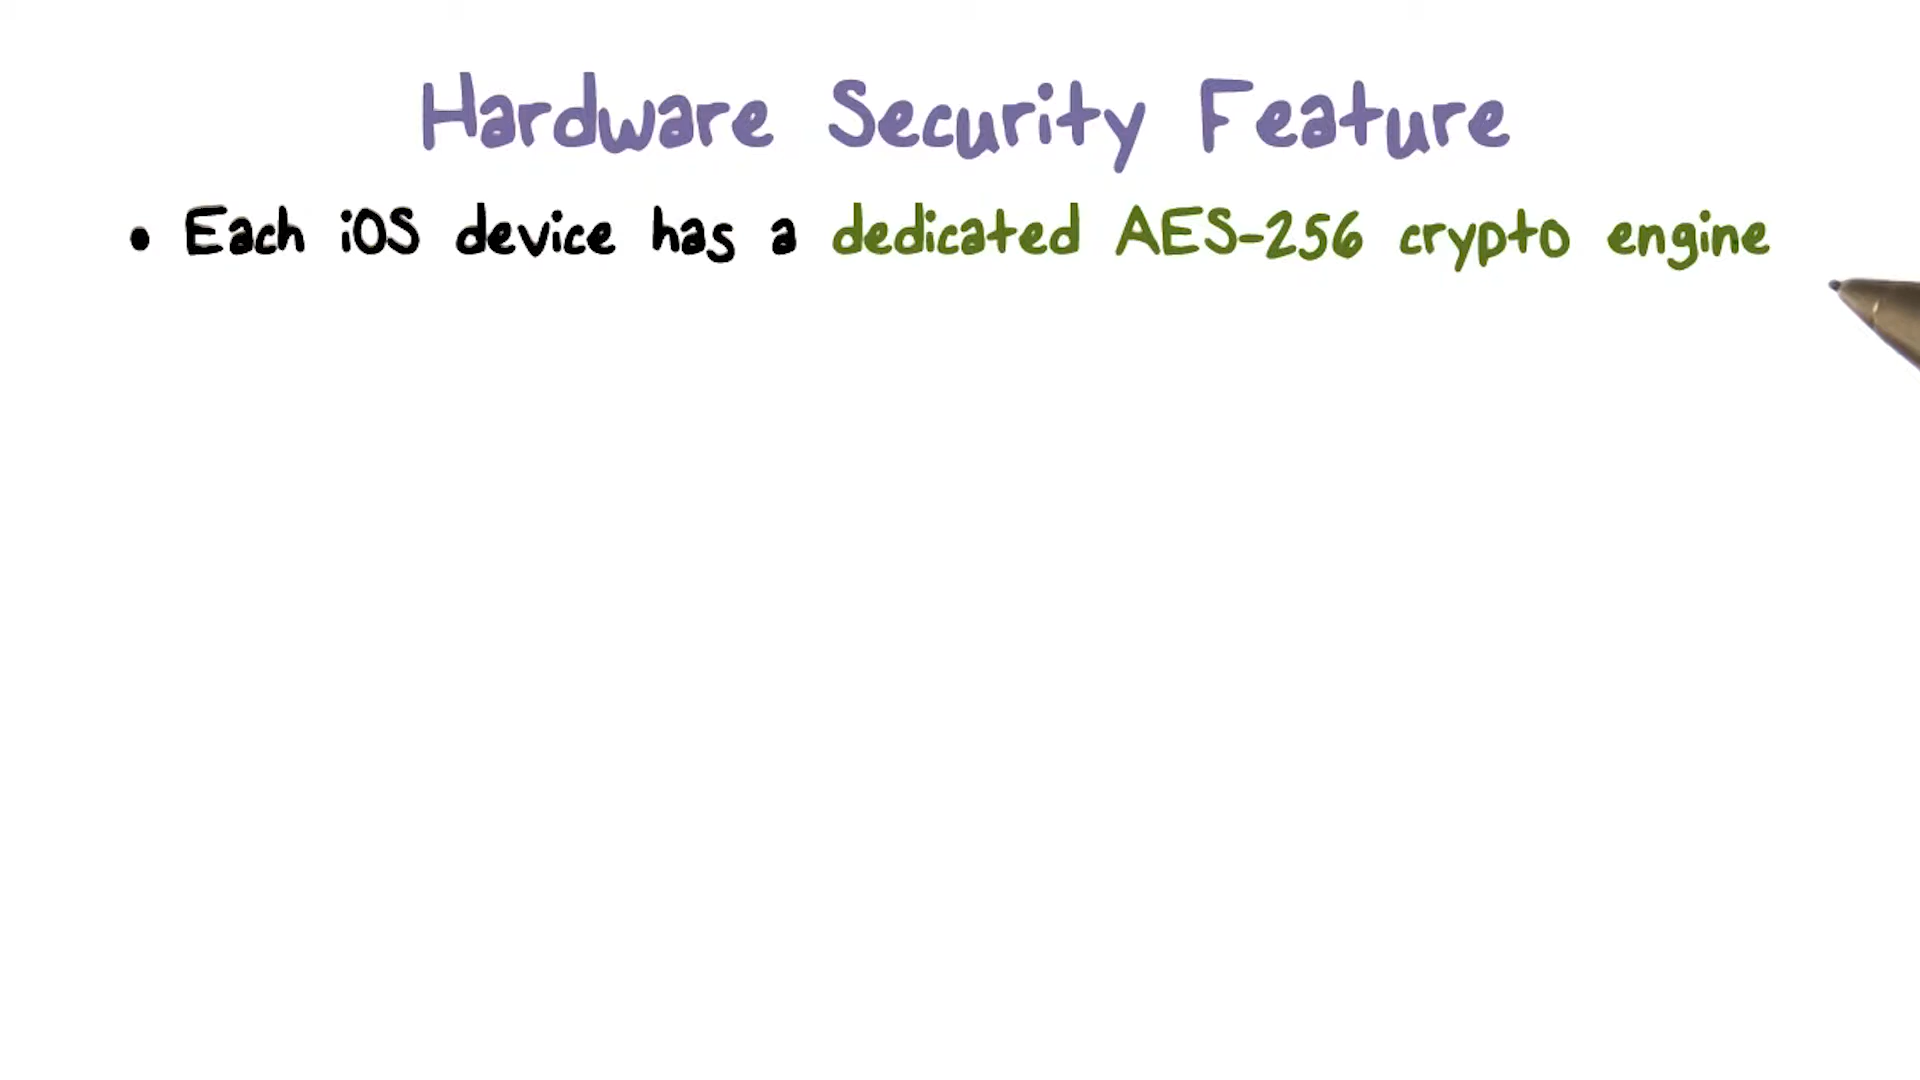 Hardware Security Feature
• Each iOS device has a dedicated AES-256 crypto engine